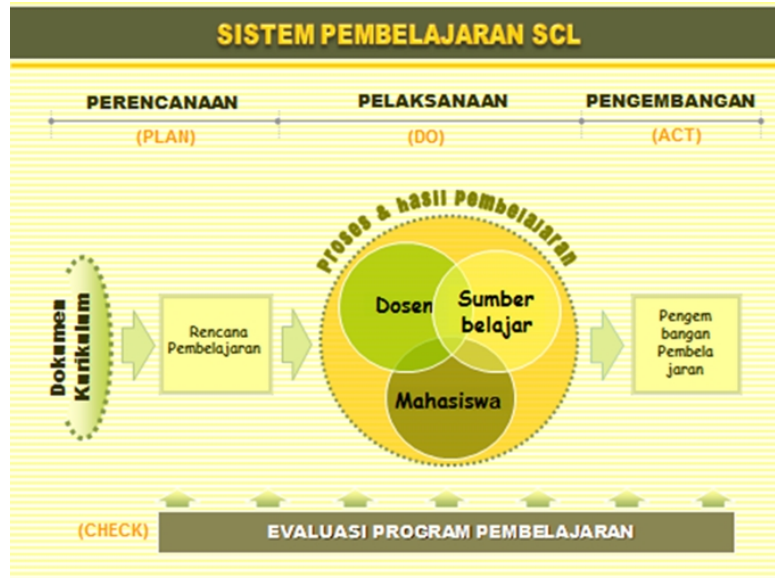 SISTEM PEMBELAJARAN SCL
PERENCANAAN
PELAKSANAAN
PENGEMBANGAN
(PLAN)
(DO)
(ACT)
Proses & hasil pembelajaran
Dokumen
Kurikulum
Rencana
Pembelajaran
Dosen
Sumber
belajar
Mahasiswa
Pengem
bangan
Pembela
jaran
(CHECK)
EVALUASI PROGRAM PEMBELAJARAN